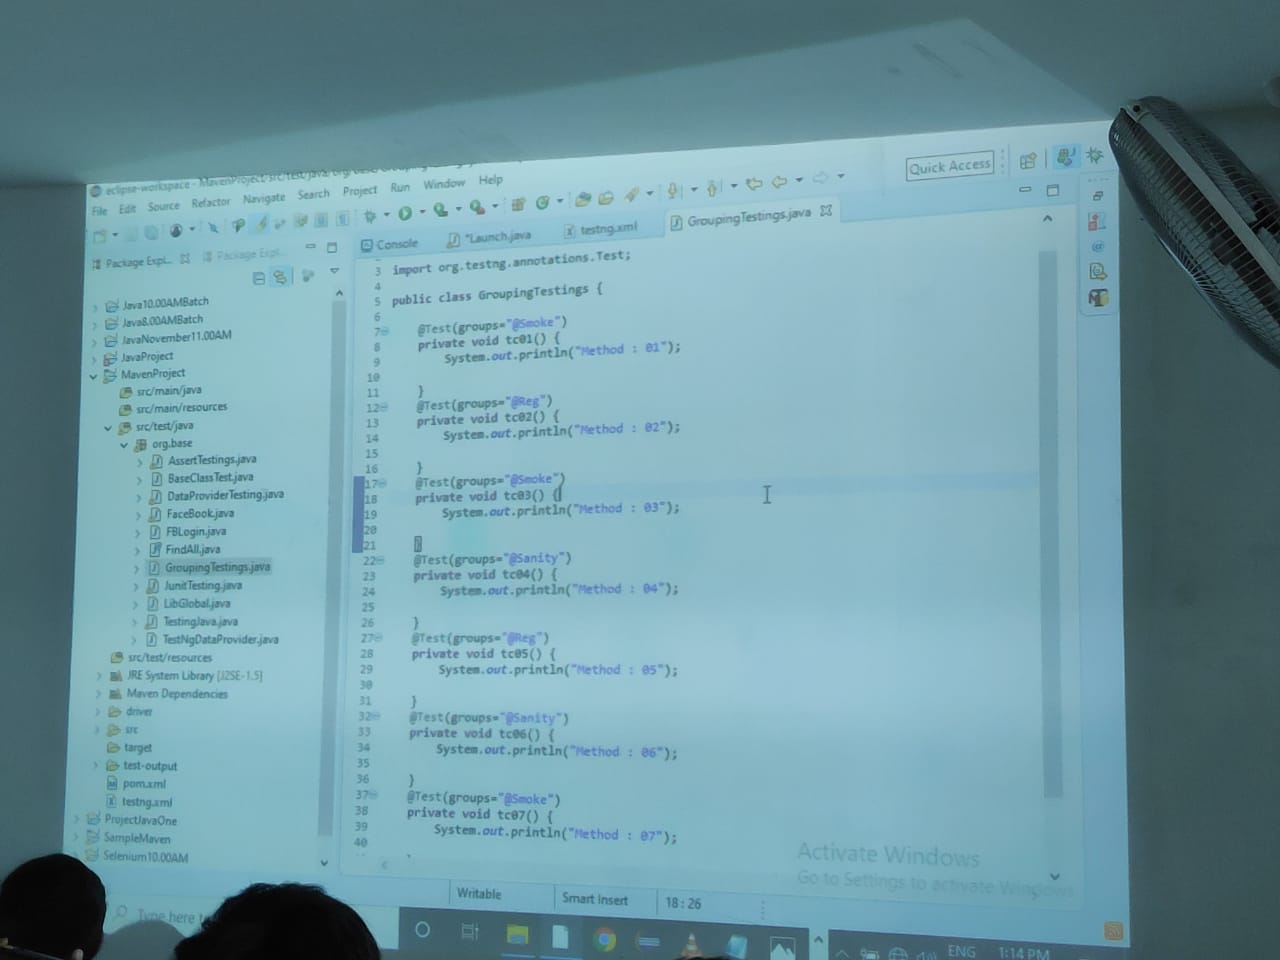 eclipse-workspace - MavenProject/src/test/java/org/base/
File Edit Source Refactor Navigate Search Project Run Window Help
Quick Access
Package Expl...
Package Expl...
Console
*Launch.java
testng.xml
GroupingTestings.java
Java10.00AMBatch
Java8.00AMBatch
JavaNovember11.00AM
JavaProject
MavenProject
src/main/java
src/main/resources
src/test/java
org.base
AssertTestings.java
BaseClassTest.java
DataProviderTesting.java
FaceBook.java
FBLogin.java
FindAll.java
GroupingTestings.java
JunitTesting.java
LibGlobal.java
TestingJava.java
TestNgDataProvider.java
src/test/resources
JRE System Library [J2SE-1.5]
Maven Dependencies
driver
src
target
test-output
pom.xml
testng.xml
ProjectJavaOne
SampleMaven
Selenium10.00AM
3 import org.testng.annotations.Test;
4
5 public class GroupingTestings {
6
7 @Test(groups="@Smoke")
8 private void tc01() {
9 System.out.println("Method : 01");
10
11 }
12 @Test(groups="@Reg")
13 private void tc02() {
14 System.out.println("Method : 02");
15
16 }
17 @Test(groups="@Smoke")
18 private void tc03() {
19 System.out.println("Method : 03");
20
21 }
22 @Test(groups="@Sanity")
23 private void tc04() {
24 System.out.println("Method : 04");
25
26 }
27 @Test(groups="@Reg")
28 private void tc05() {
29 System.out.println("Method : 05");
30
31 }
32 @Test(groups="@Sanity")
33 private void tc06() {
34 System.out.println("Method : 06");
35
36 }
37 @Test(groups="@Smoke")
38 private void tc07() {
39 System.out.println("Method : 07");
40
Activate Windows
Go to Settings to activate Windows
Writable
Smart Insert
18 : 26
Type here
ENG
1:14 PM